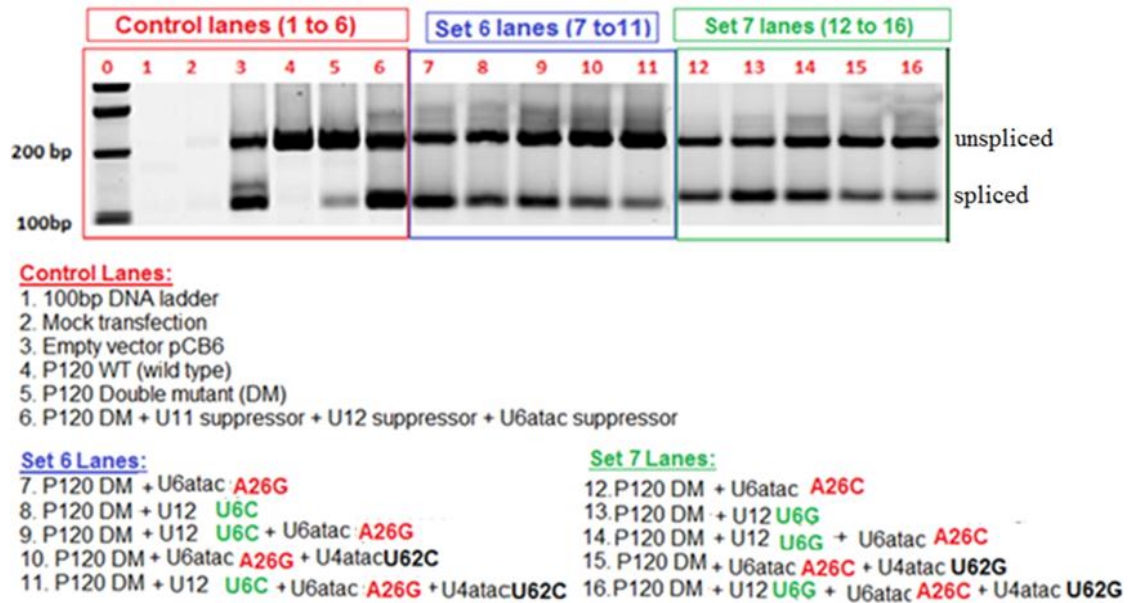 Control lanes (1 to 6) Set 6 lanes (7 to11) Set 7 lanes (12 to 16)
0 1 2 3 4 5 6 7 8 9 10 11 12 13 14 15 16
unspliced
200 bp
spliced
100bp
Control Lanes:
1. 100bp DNA ladder
2. Mock transfection
3. Empty vector pCB6
4. P120 WT (wild type)
5. P120 Double mutant (DM)
6. P120 DM + U11 suppressor + U12 suppressor + U6atac suppressor
Set 6 Lanes:
7. P120 DM + U6atac A26G
8. P120 DM + U12 U6C
9. P120 DM + U12 U6C + U6atac A26G
10. P120 DM + U6atac A26G + U4atacU62C
11. P120 DM + U12 U6C + U6atac A26G + U4atacU62C
Set 7 Lanes:
12.P120 DM + U6atac A26C
13.P120 DM + U12 U6G
14.P120 DM + U12 U6G + U6atac A26C
15. P120 DM + U6atac A26C + U4atac U62G
16.P120 DM + U12 U6G + U6atac A26C + U4atac U62G